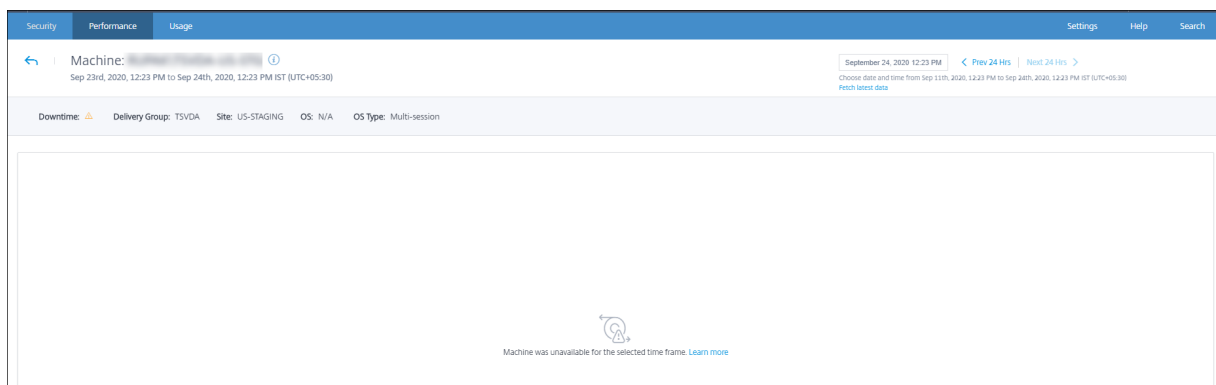 Security Performance Usage Settings Help Search
Machine:
Sep 23rd, 2020, 12:23 PM to Sep 24th, 2020, 12:23 PM IST (UTC+05:30)
September 24, 2020 12:23 PM < Prev 24 Hrs | Next 24 Hrs >
Choose date and time from Sep 11th, 2020, 12:23 PM to Sep 24th, 2020, 12:23 PM IST (UTC+05:30)
Fetch latest data
Downtime: Delivery Group: TSVDA Site: US-STAGING OS: N/A OS Type: Multi-session
Machine was unavailable for the selected time frame. Learn more